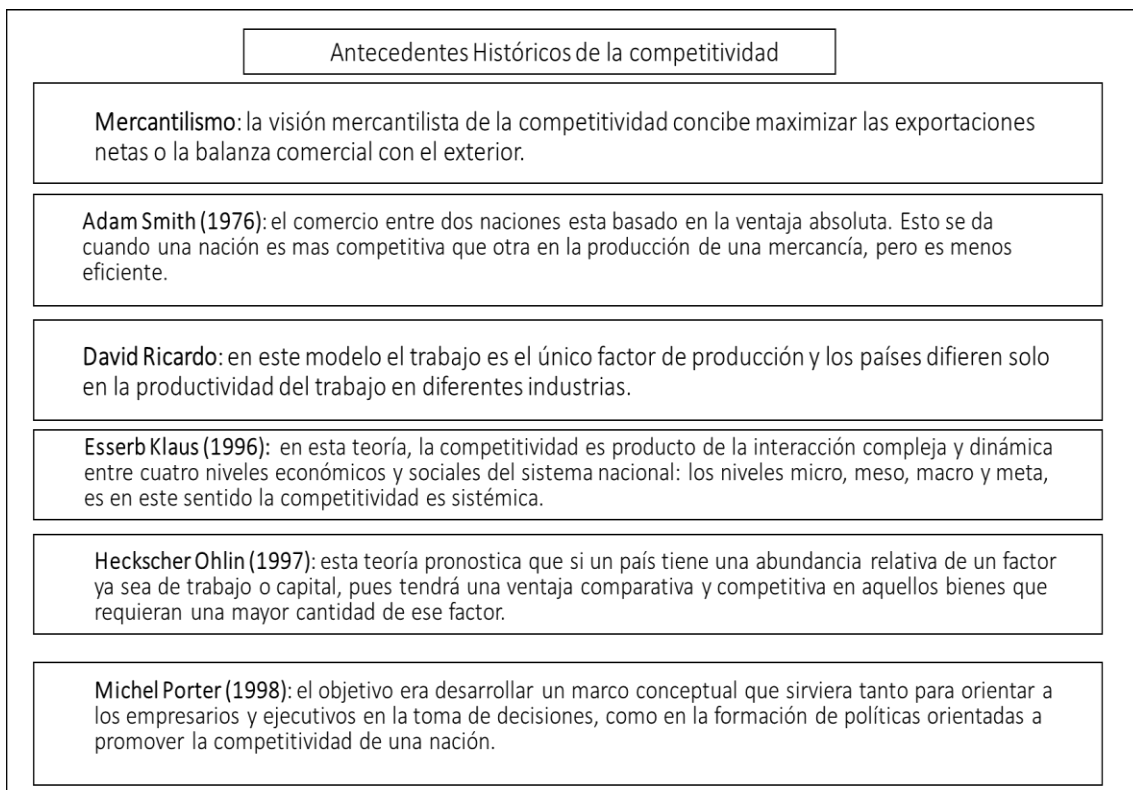 Antecedentes Históricos de la competitividad
Mercantilismo: la visión mercantilista de la competitividad concibe maximizar las exportaciones
netas o la balanza comercial con el exterior.
Adam Smith (1976): el comercio entre dos naciones esta basado en la ventaja absoluta. Esto se da
cuando una nación es mas competitiva que otra en la producción de una mercancía, pero es menos
eficiente.
David Ricardo: en este modelo el trabajo es el único factor de producción y los países difieren solo
en la productividad del trabajo en diferentes industrias.
Esserb Klaus (1996): en esta teoría, la competitividad es producto de la interacción compleja y dinámica
entre cuatro niveles económicos y sociales del sistema nacional: los niveles micro, meso, macro y meta,
es en este sentido la competitividad es sistémica.
Heckscher Ohlin (1997): esta teoría pronostica que si un país tiene una abundancia relativa de un factor
ya sea de trabajo o capital, pues tendrá una ventaja comparativa y competitiva en aquellos bienes que
requieran una mayor cantidad de ese factor.
Michel Porter (1998): el objetivo era desarrollar un marco conceptual que sirviera tanto para orientar a
los empresarios y ejecutivos en la toma de decisiones, como en la formación de políticas orientadas a
promover la competitividad de una nación.